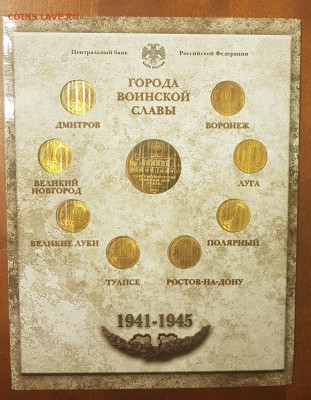 COINS.LAVE.RU
Центральный банк Российской Федерации
ГОРОДА
ВОИНСКОЙ
СЛАВЫ
ДМИТРОВ
ВОРОНЕЖ
ВЕЛИКИЙ
НОВГОРОД
ЛУГА
ВЕЛИКИЕ ЛУКИ
ПОЛЯРНЫЙ
ТУАПСЕ
РОСТОВ-НА-ДОНУ
1941-1945